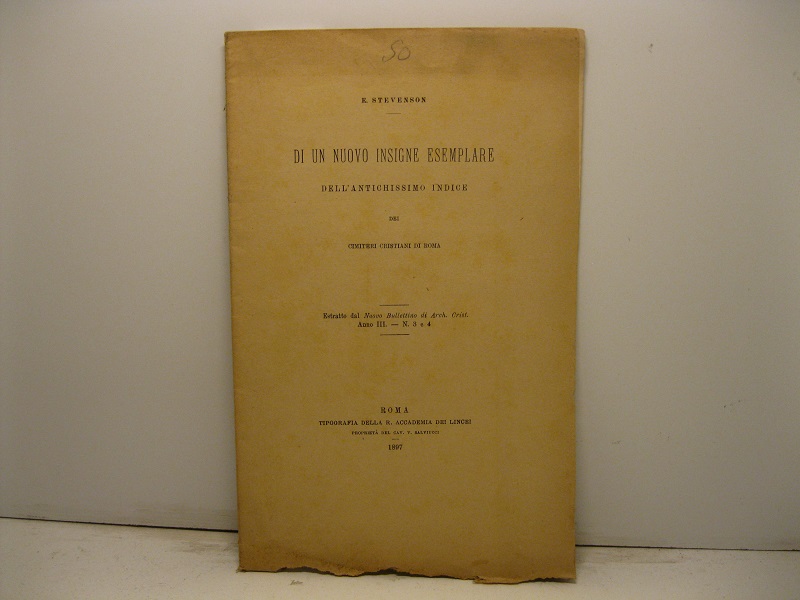 50
E. STEVENSON
DI UN NUOVO INSIGNE ESEMPLARE
DELL'ANTICHISSIMO INDICE
DEI
CIMITERI CRISTIANI DI ROMA
Estratto dal Nuovo Bullettino di Arch. Crist.
Anno III. — N. 3 e 4
ROMA
TIPOGRAFIA DELLA R. ACCADEMIA DEI LINCEI
PROPRIETÀ DEL CAV. V. SALVIUCCI
1897